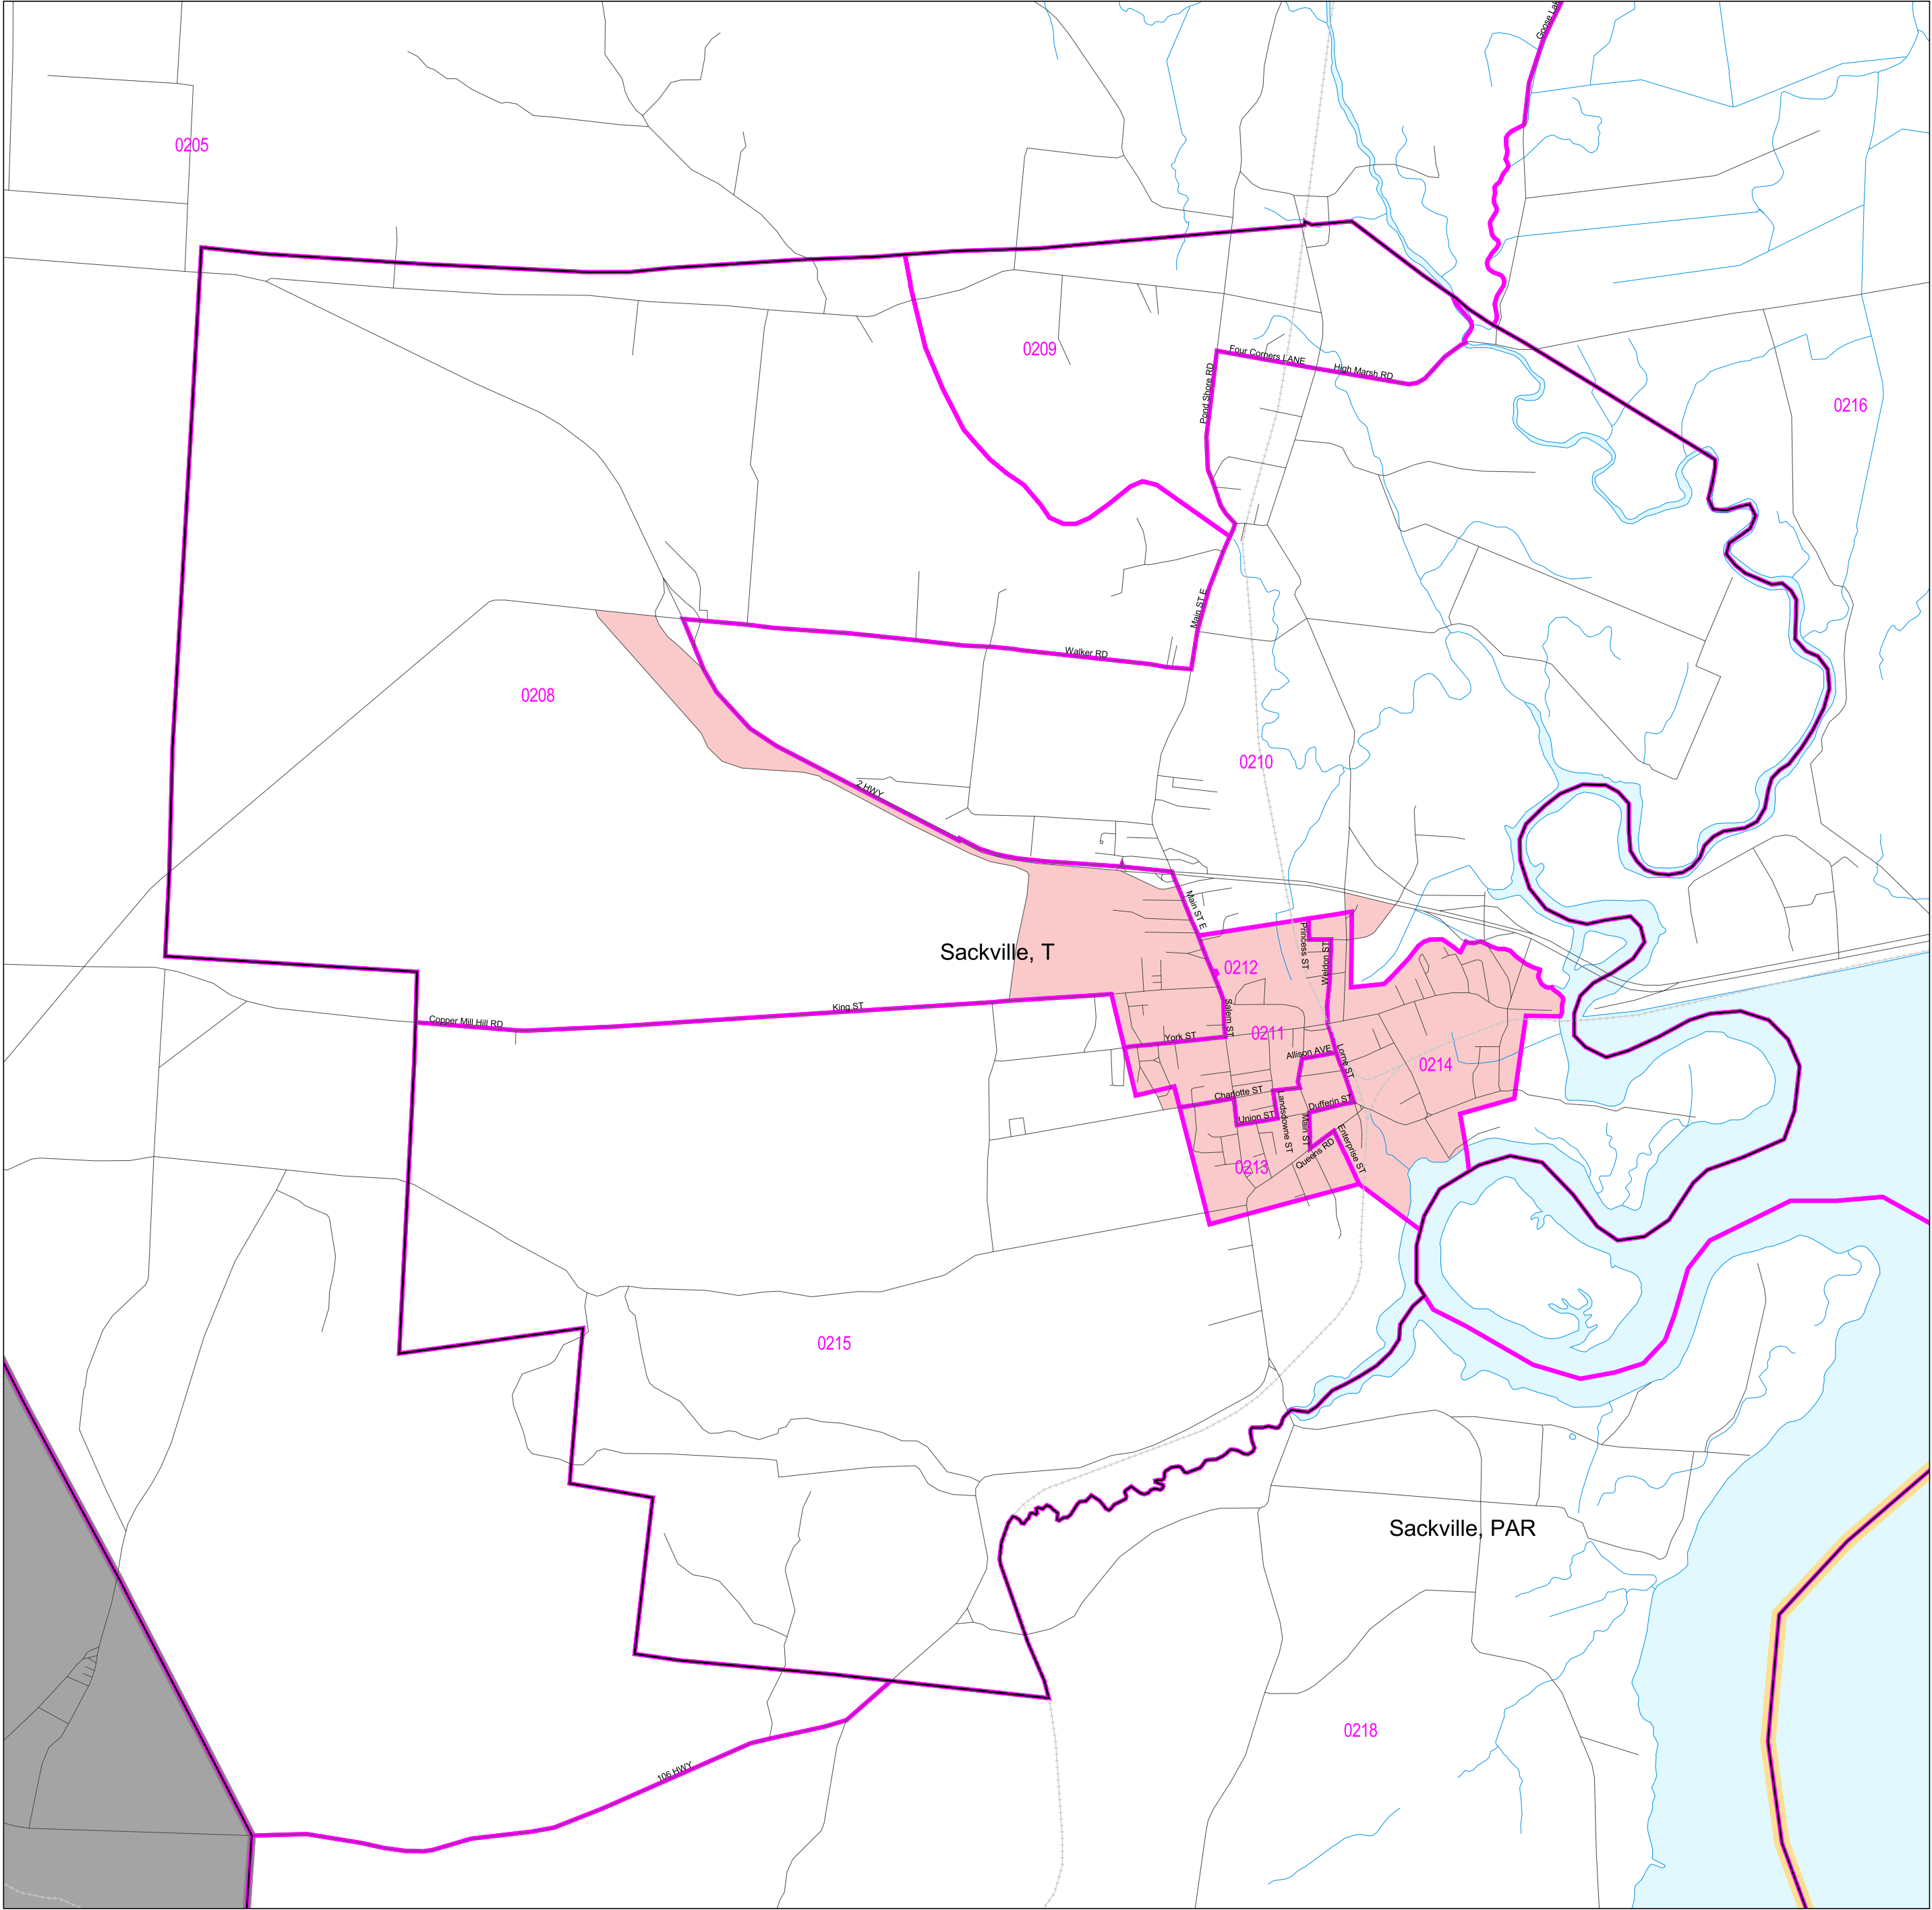 Goose Lak
0205
0209
Four Corners LANE
High Marsh RD
Pond Shore RD
0216
Main ST E
Walker RD
0208
0210
2 HWY
Main ST E
Princess ST
Weldon ST
Sackville, T
0212
King ST
Copper Mill Hill RD
Salem ST
York ST
0211
Allison AVE
Lorne ST
0214
Charlotte ST
Landsdowne ST
Dufferin ST
Union ST
Main ST
Enterprise ST
Queens RD
0213
0215
Sackville, PAR
0218
106 HWY